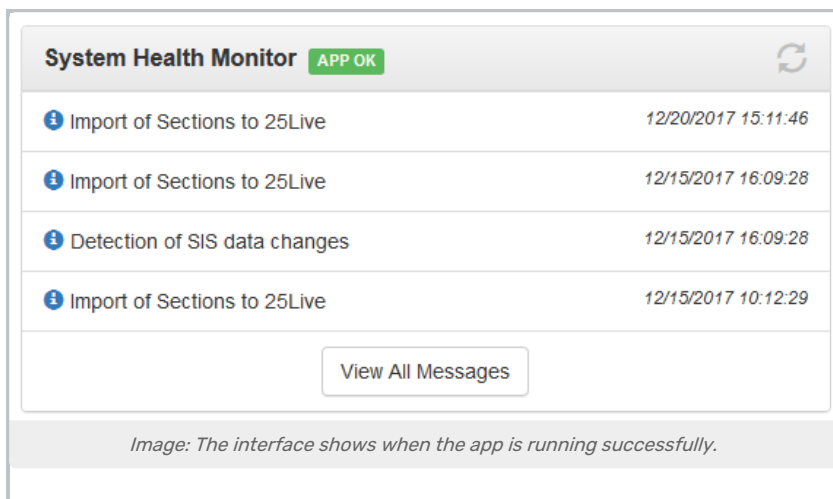 System Health Monitor APP OK
Import of Sections to 25Live 12/20/2017 15:11:46
Import of Sections to 25Live 12/15/2017 16:09:28
Detection of SIS data changes 12/15/2017 16:09:28
Import of Sections to 25Live 12/15/2017 10:12:29
View All Messages
Image: The interface shows when the app is running successfully.